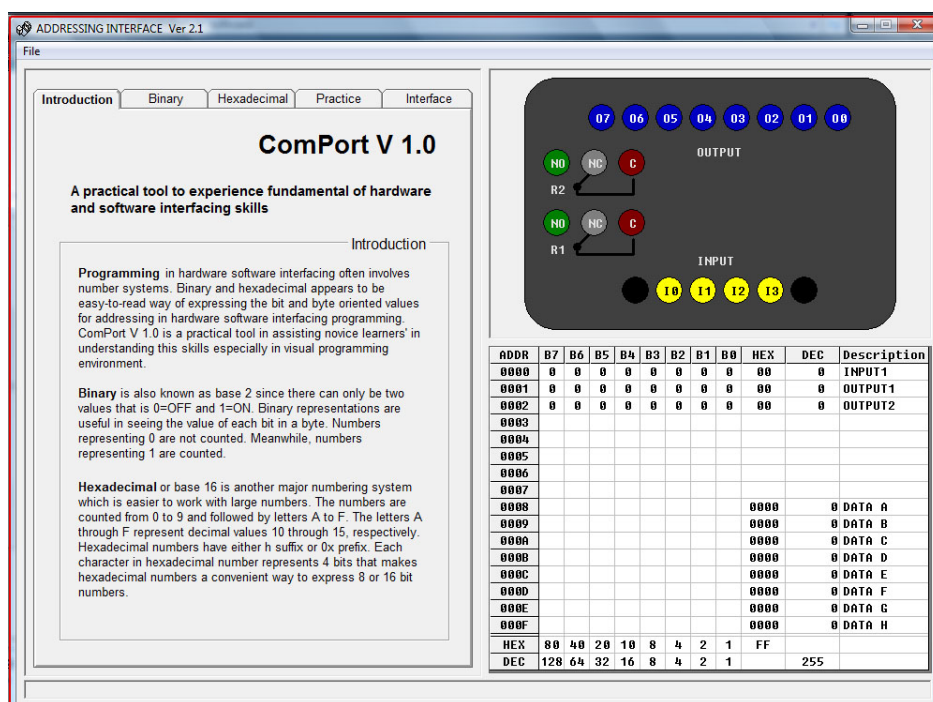 ADDRESSING INTERFACE Ver 2.1
File
Introduction Binary Hexadecimal Practice Interface
ComPort V 1.0
A practical tool to experience fundamental of hardware
and software interfacing skills
Introduction
Programming in hardware software interfacing often involves
number systems. Binary and hexadecimal appears to be
easy-to-read way of expressing the bit and byte oriented values
for addressing in hardware software interfacing programming.
ComPort V 1.0 is a practical tool in assisting novice learners' in
understanding this skills especially in visual programming
environment.
Binary is also known as base 2 since there can only be two
values that is 0=OFF and 1=ON. Binary representations are
useful in seeing the value of each bit in a byte. Numbers
representing 0 are not counted. Meanwhile, numbers
representing 1 are counted.
Hexadecimal or base 16 is another major numbering system
which is easier to work with large numbers. The numbers are
counted from 0 to 9 and followed by letters A to F. The letters A
through F represent decimal values 10 through 15, respectively.
Hexadecimal numbers have either h suffix or 0x prefix. Each
character in hexadecimal number represents 4 bits that makes
hexadecimal numbers a convenient way to express 8 or 16 bit
numbers.
O7 O6 O5 O4 O3 O2 O1 O0
OUTPUT
NO NC C
R2
NO NC C
R1
INPUT
I0 I1 I2 I3
ADDR B7 B6 B5 B4 B3 B2 B1 B0 HEX DEC Description
0000 0 0 0 0 0 0 0 0 00 0 INPUT1
0001 0 0 0 0 0 0 0 0 00 0 OUTPUT1
0002 0 0 0 0 0 0 0 0 00 0 OUTPUT2
0003
0004
0005
0006
0007
0008 0000 0 DATA A
0009 0000 0 DATA B
000A 0000 0 DATA C
000B 0000 0 DATA D
000C 0000 0 DATA E
000D 0000 0 DATA F
000E 0000 0 DATA G
000F 0000 0 DATA H
HEX 80 40 20 10 8 4 2 1 FF
DEC 128 64 32 16 8 4 2 1 255